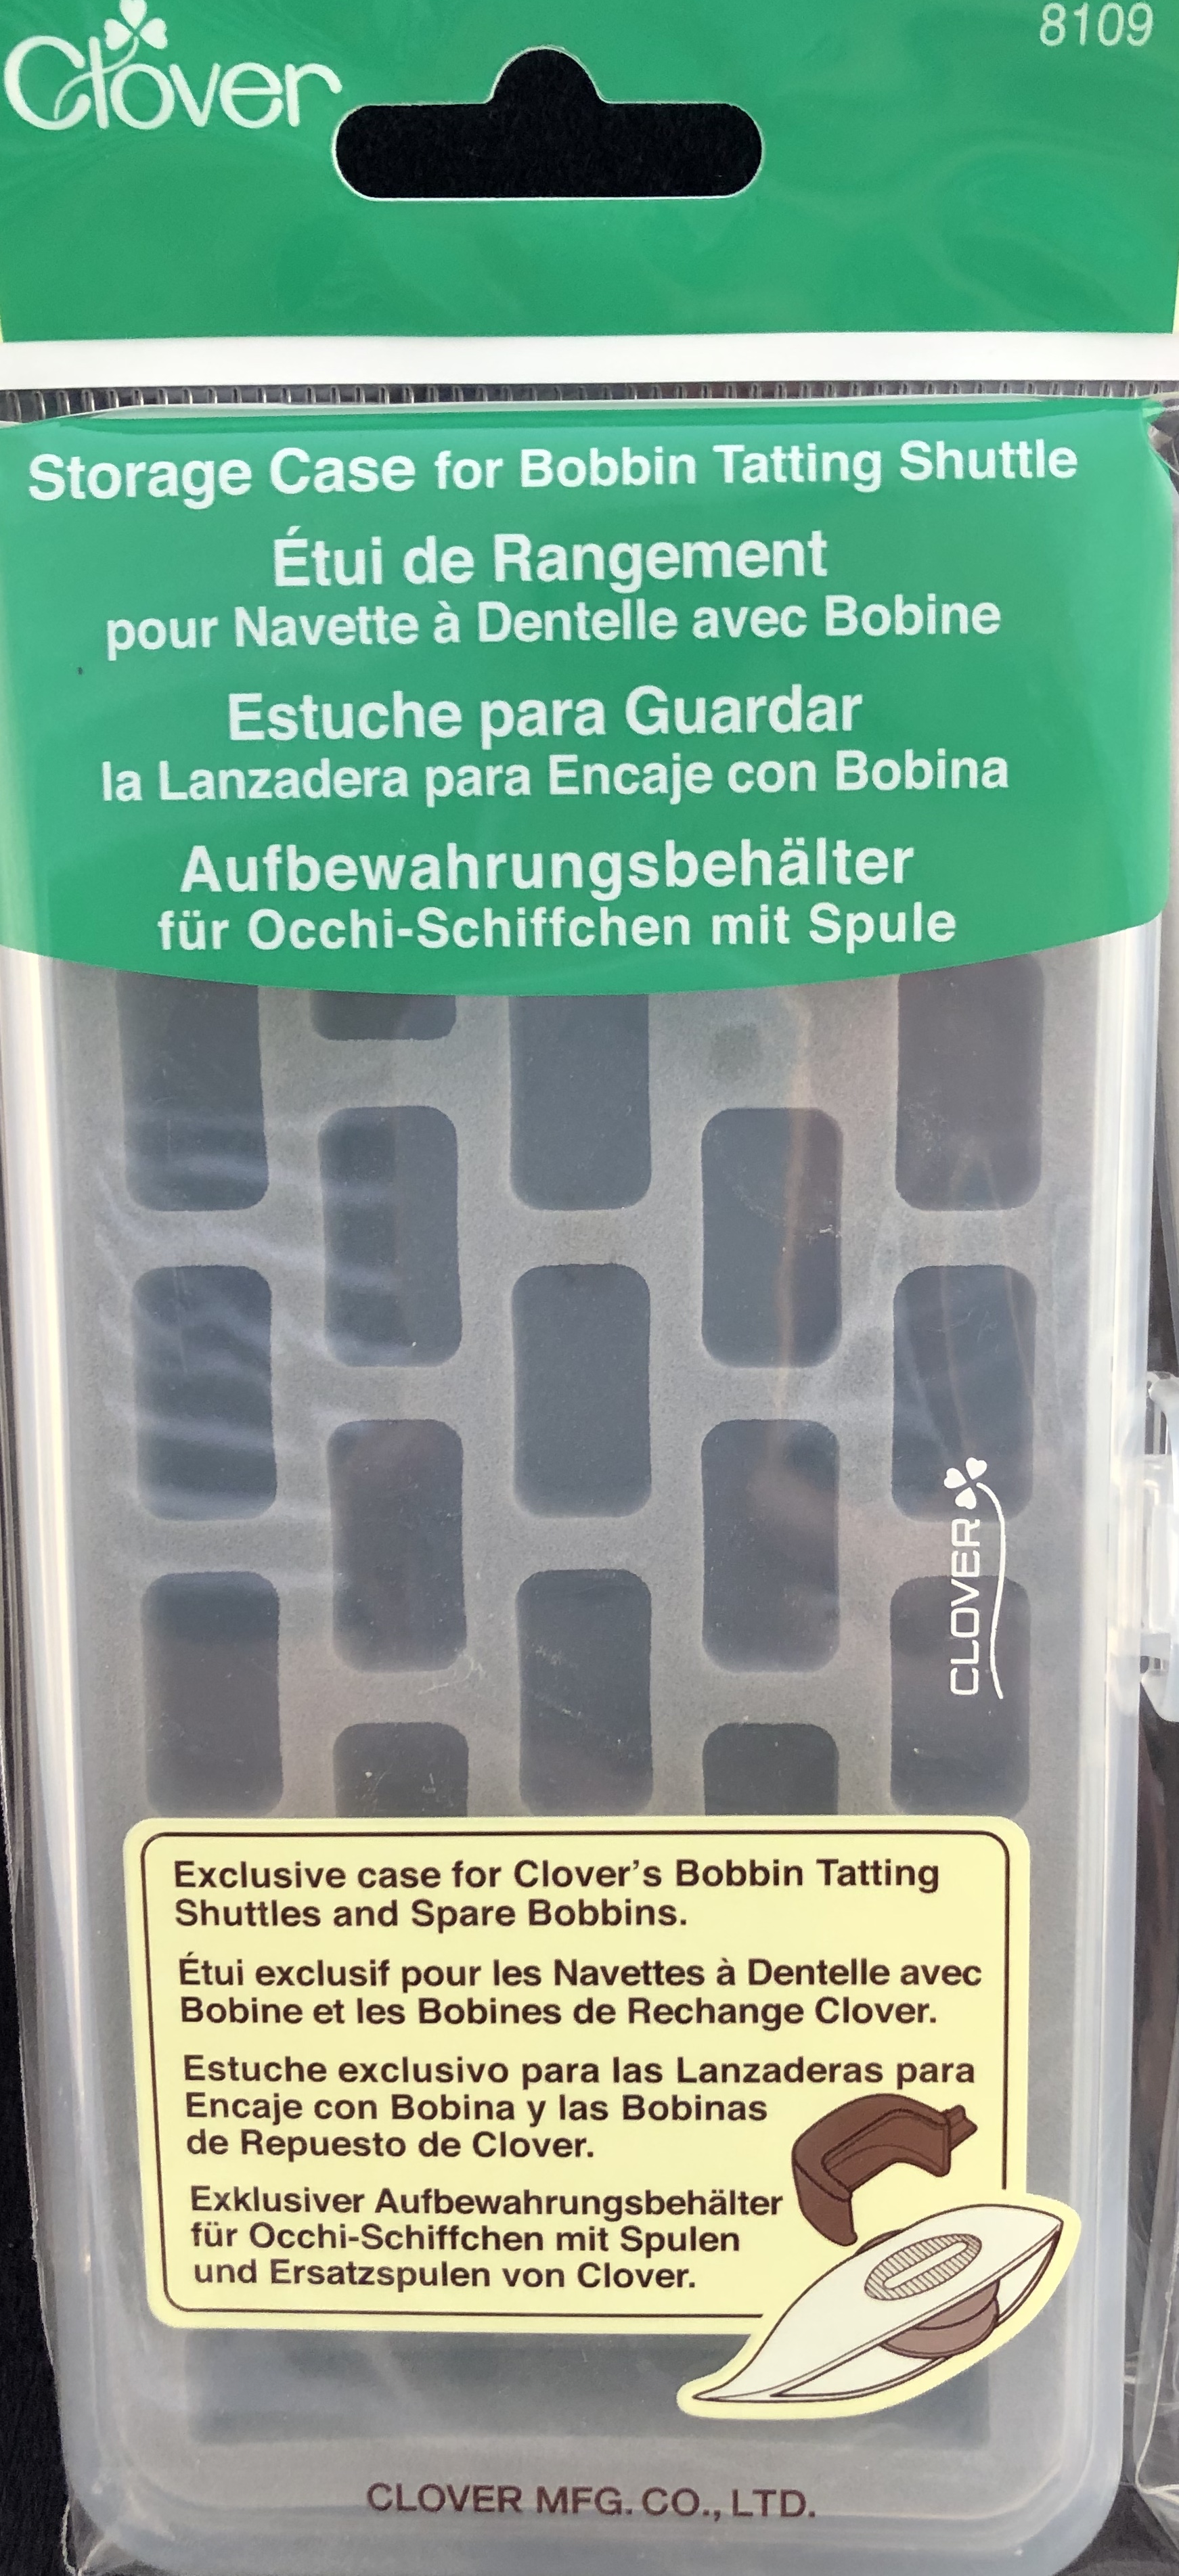 Clover
8109
Storage Case for Bobbin Tatting Shuttle
Étui de Rangement
pour Navette à Dentelle avec Bobine
Estuche para Guardar
la Lanzadera para Encaje con Bobina
Aufbewahrungsbehälter
für Occhi-Schiffchen mit Spule
CLOVER
Exclusive case for Clover's Bobbin Tatting
Shuttles and Spare Bobbins.
Étui exclusif pour les Navettes à Dentelle avec
Bobine et les Bobines de Rechange Clover.
Estuche exclusivo para las Lanzaderas para
Encaje con Bobina y las Bobinas
de Repuesto de Clover.
Exklusiver Aufbewahrungsbehälter
für Occhi-Schiffchen mit Spulen
und Ersatzspulen von Clover.
CLOVER MFG. CO., LTD.